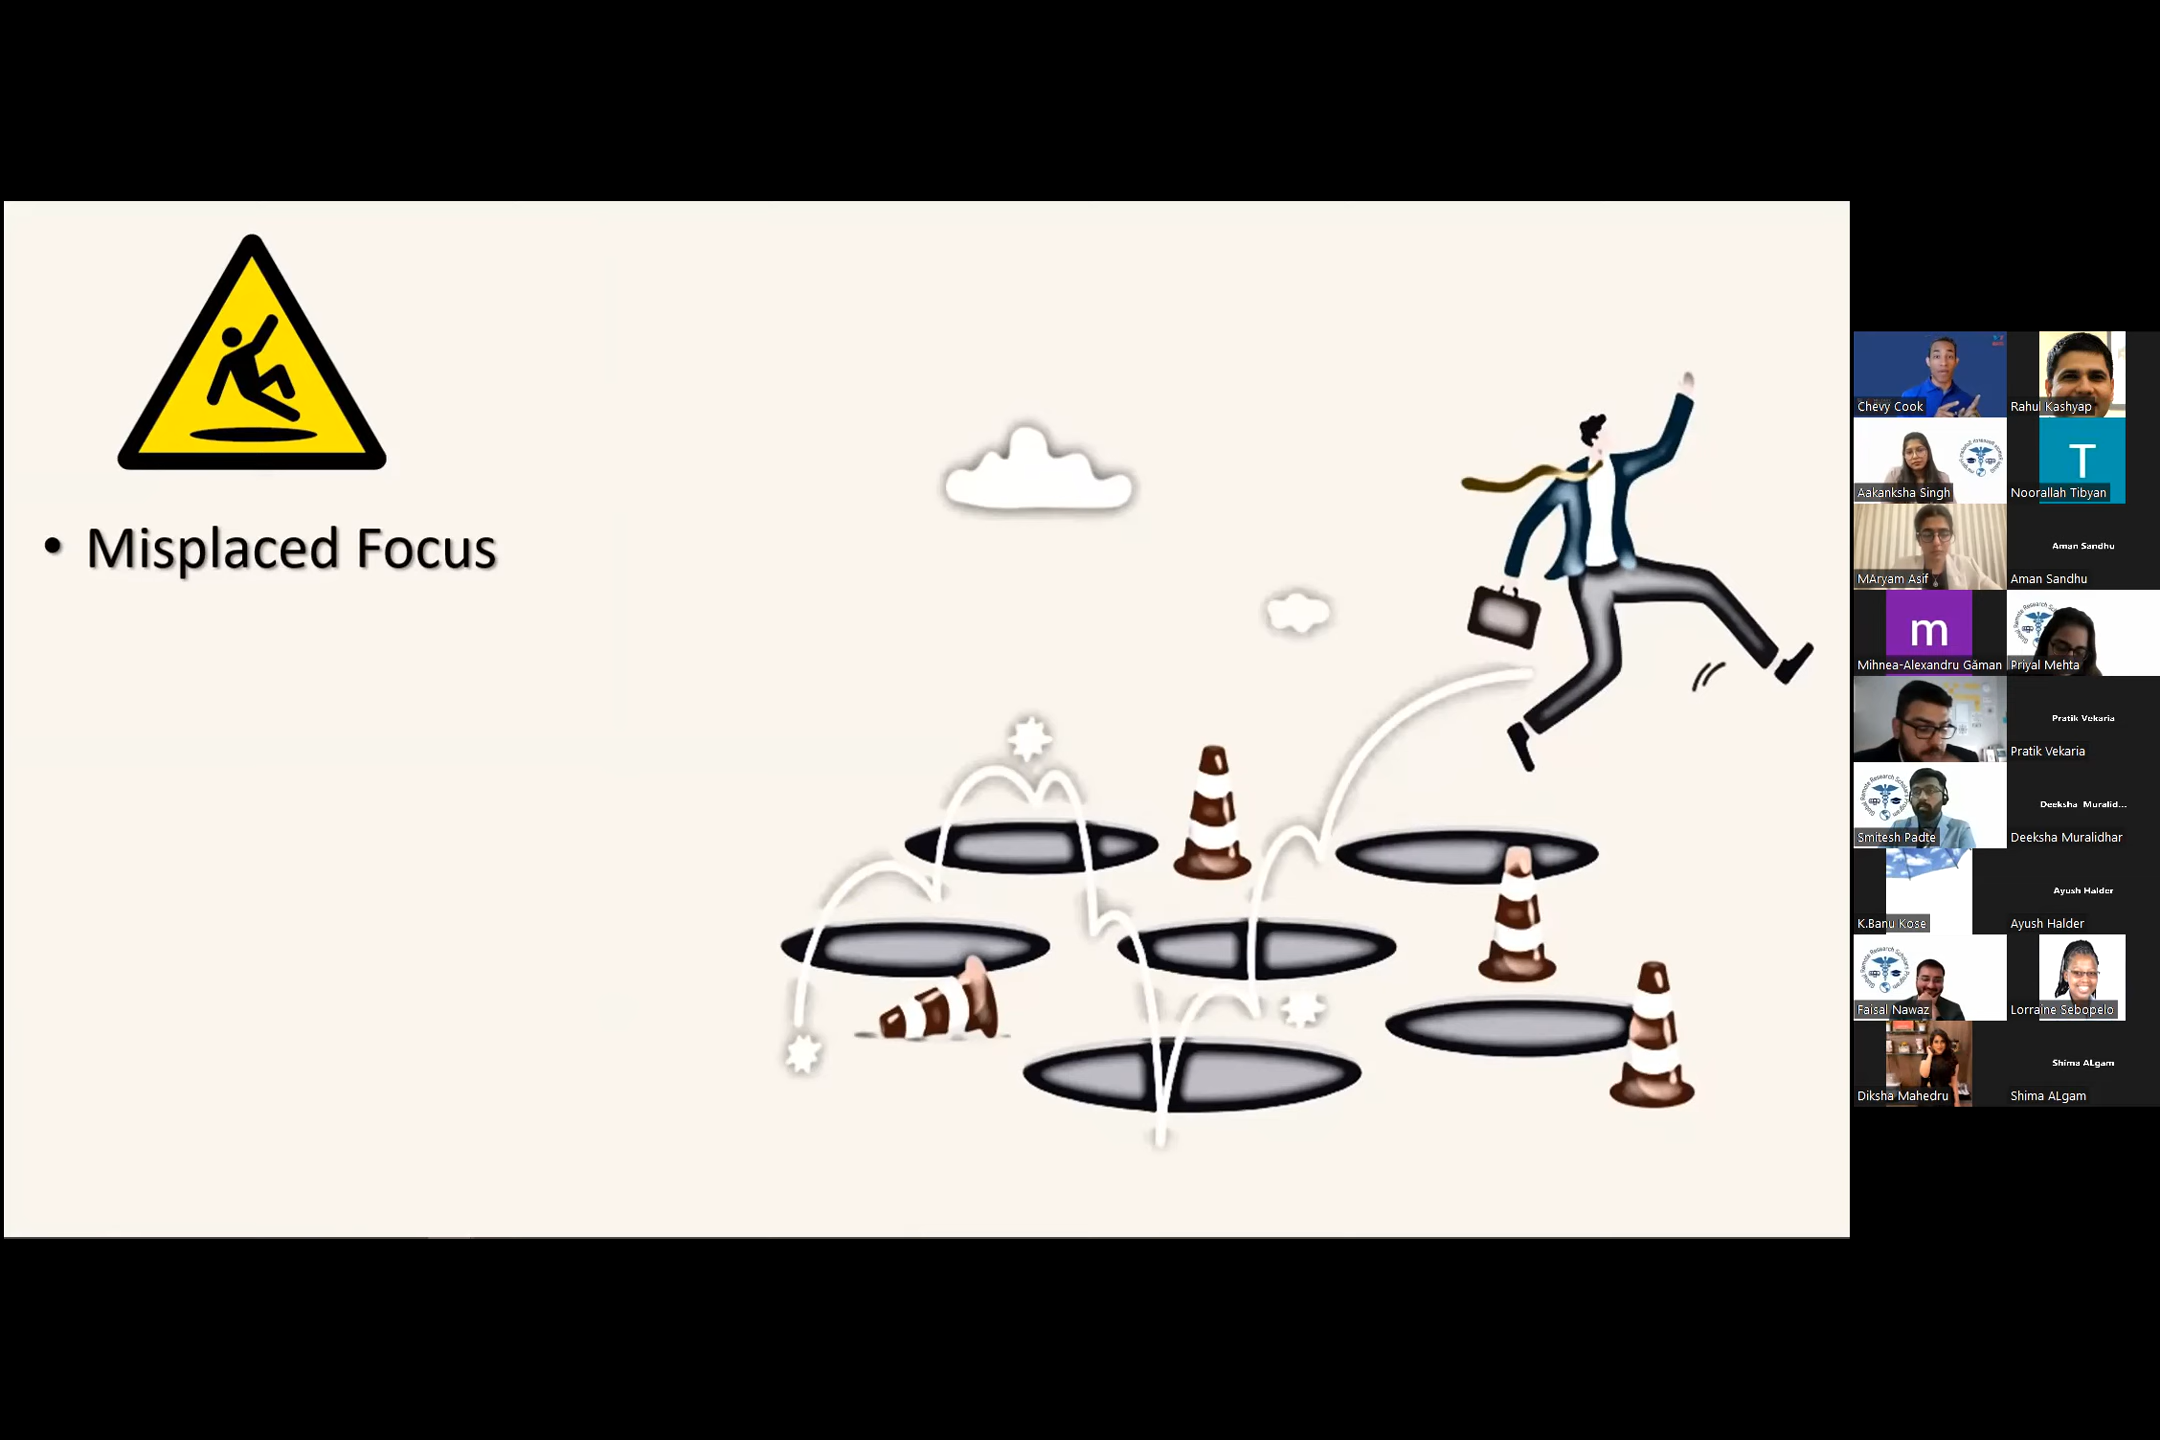 • Misplaced Focus
Chevy Cook
Rahul Kashyap
Aakanksha Singh
T
Noorallah Tibyan
MAryam Asif
Aman Sandhu
Aman Sandhu
m
Mihnea-Alexandru Găman
Priyal Mehta
Pratik Vekaria
Pratik Vekaria
Smitesh Padte
Deeksha Muralid...
Deeksha Muralidhar
K.Banu Kose
Ayush Halder
Ayush Halder
Faisal Nawaz
Lorraine Sebopelo
Diksha Mahedru
Shima ALgam
Shima ALgam